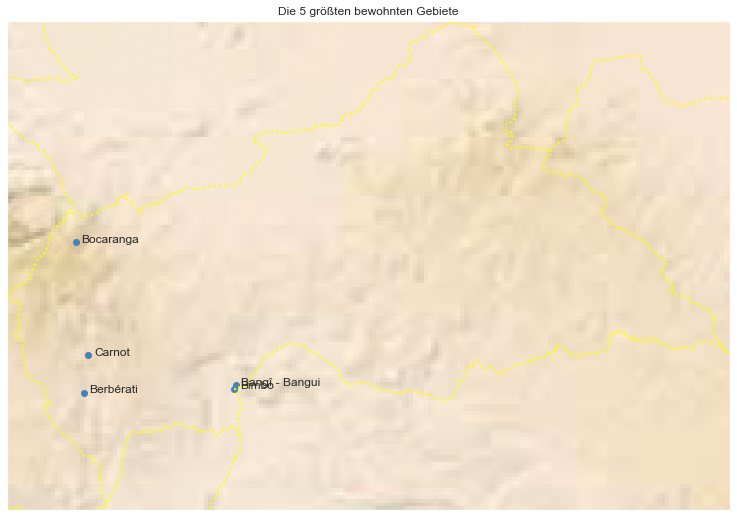 Die 5 größten bewohnten Gebiete
Bocaranga
Carnot
Bangî - Bangui
Bimbo
Berbérati